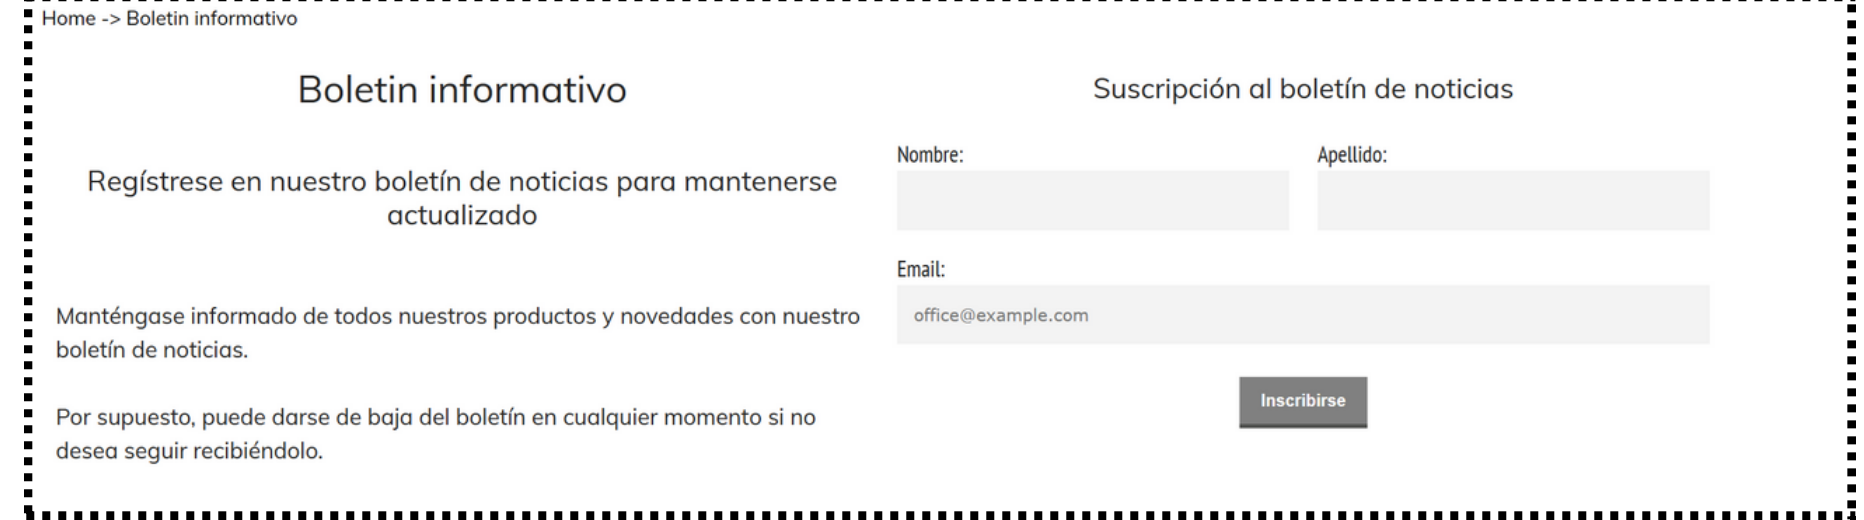 Home -> Boletin informativo
Boletin informativo
Regístrese en nuestro boletín de noticias para mantenerse
actualizado
Manténgase informado de todos nuestros productos y novedades con nuestro
boletín de noticias.
Por supuesto, puede darse de baja del boletín en cualquier momento si no
desea seguir recibiéndolo.
Suscripción al boletín de noticias
Nombre:
Apellido:
Email:
office@example.com
Inscribirse